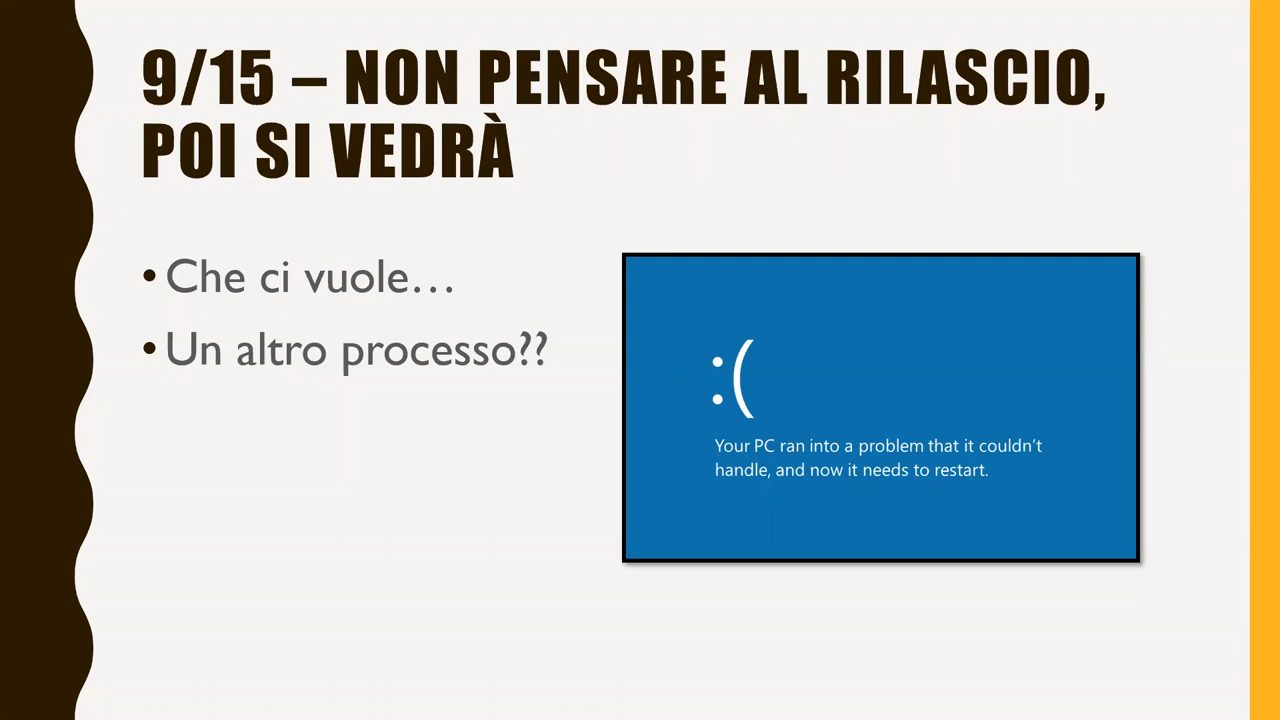 9/15 – NON PENSARE AL RILASCIO,
POI SI VEDRÀ
• Che ci vuole…
• Un altro processo??
:(
Your PC ran into a problem that it couldn't
handle, and now it needs to restart.